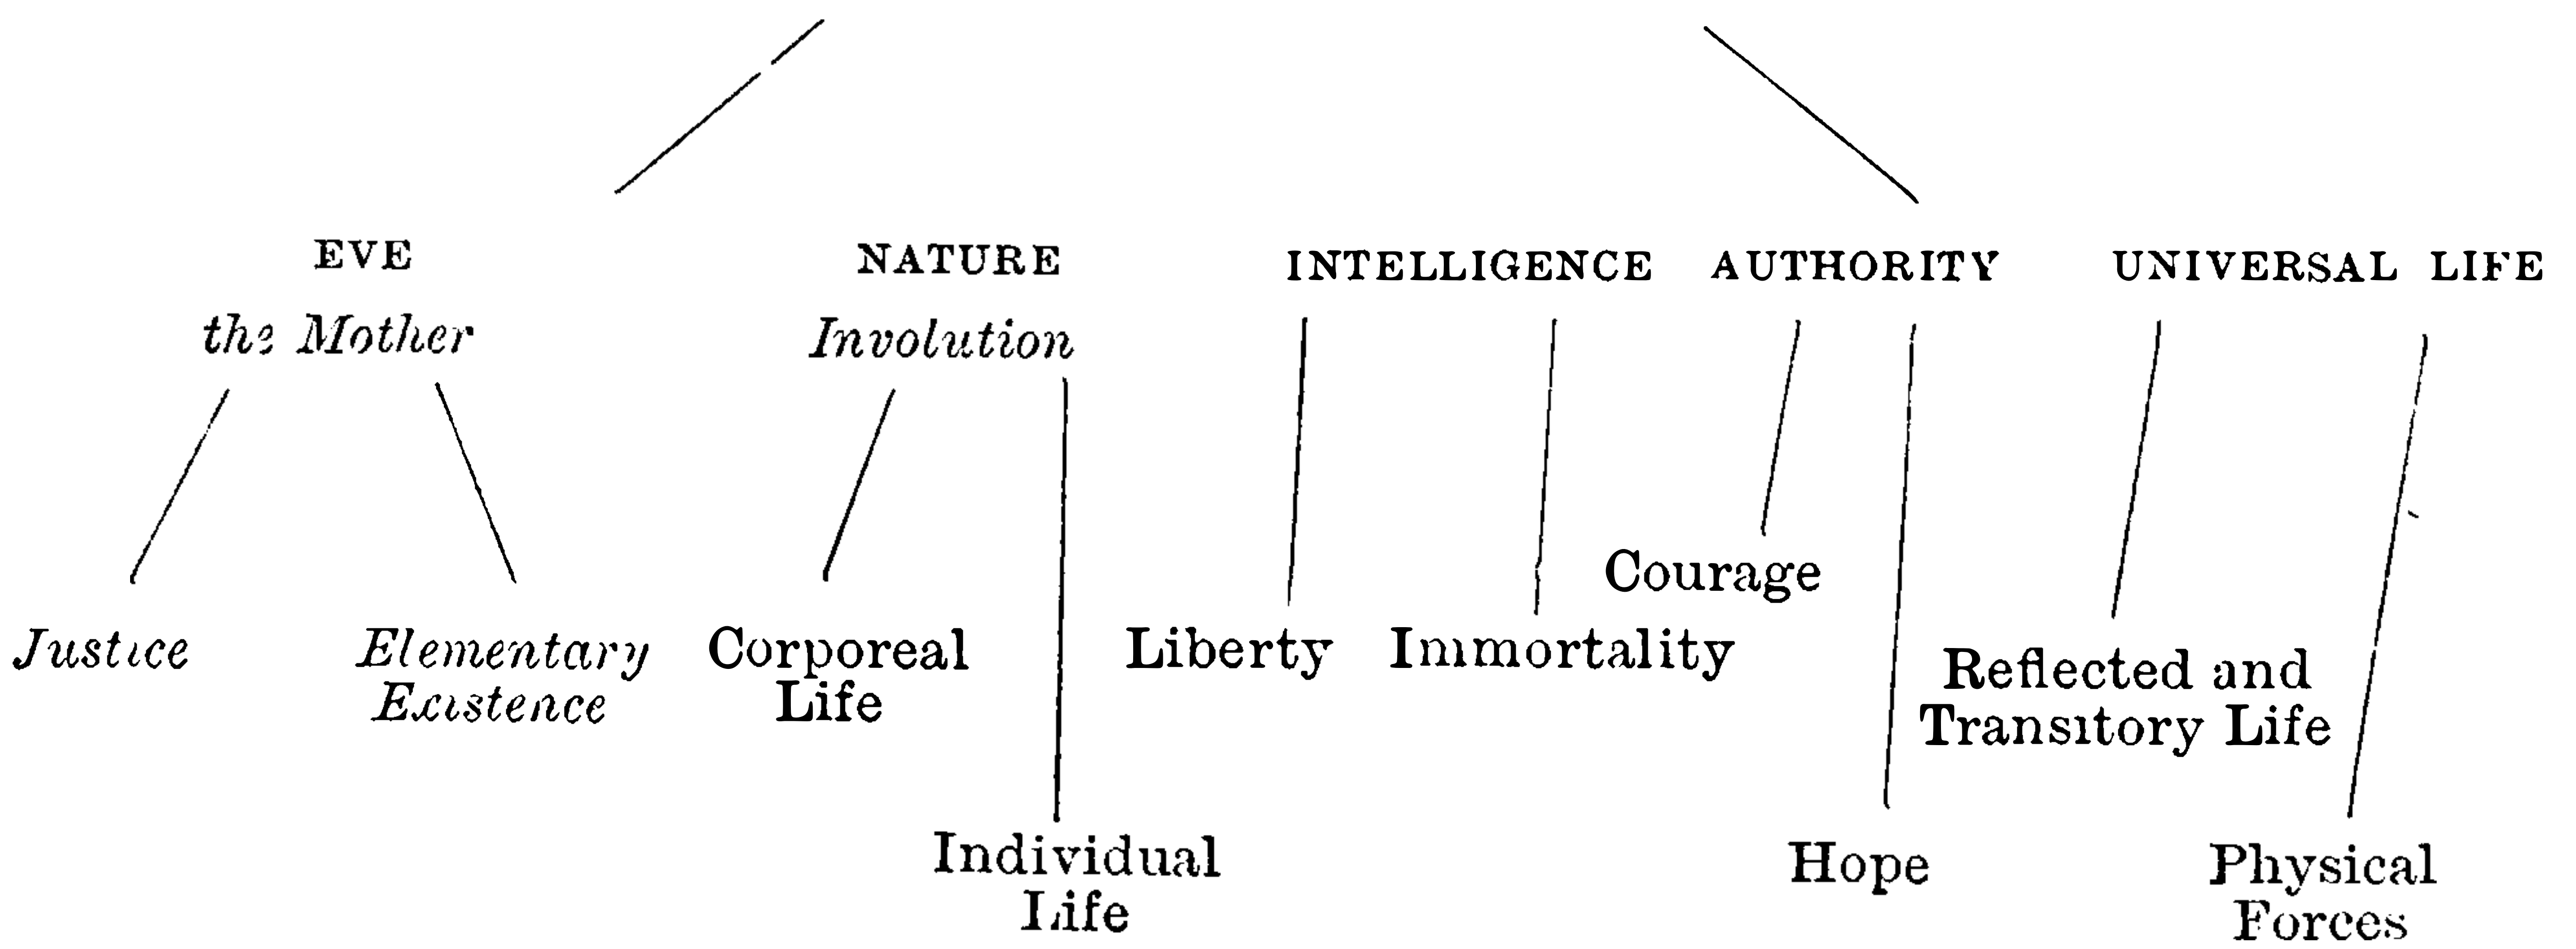 EVE
NATURE
INTELLIGENCE
AUTHORITY
UNIVERSAL LIFE
the Mother
Involution
Courage
Justice
Elementary
Existence
Corporeal
Life
Liberty
Immortality
Reflected and
Transitory Life
Individual
Life
Hope
Physical
Forces